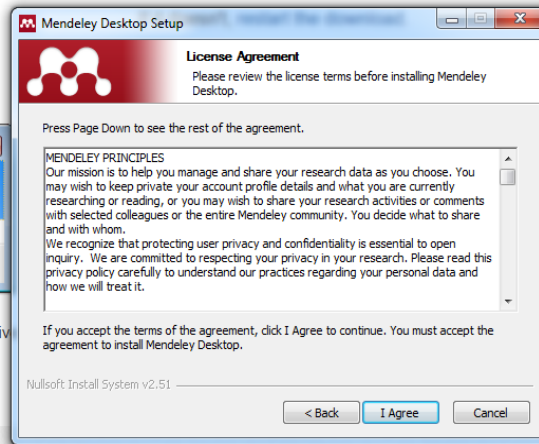 restart the download.
Mendeley Desktop Setup
License Agreement
Please review the license terms before installing Mendeley
Desktop.
Press Page Down to see the rest of the agreement.
MENDELEY PRINCIPLES
Our mission is to help you manage and share your research data as you choose. You
may wish to keep private your account profile details and what you are currently
researching or reading, or you may wish to share your research activities or comments
with selected colleagues or the entire Mendeley community. You decide what to share
and with whom.
We recognize that protecting user privacy and confidentiality is essential to open
inquiry.  We are committed to respecting your privacy in your research. Please read this
privacy policy carefully to understand our practices regarding your personal data and
how we will treat it.
If you accept the terms of the agreement, click I Agree to continue. You must accept the
agreement to install Mendeley Desktop.
Nullsoft Install System v2.51
< Back
I Agree
Cancel